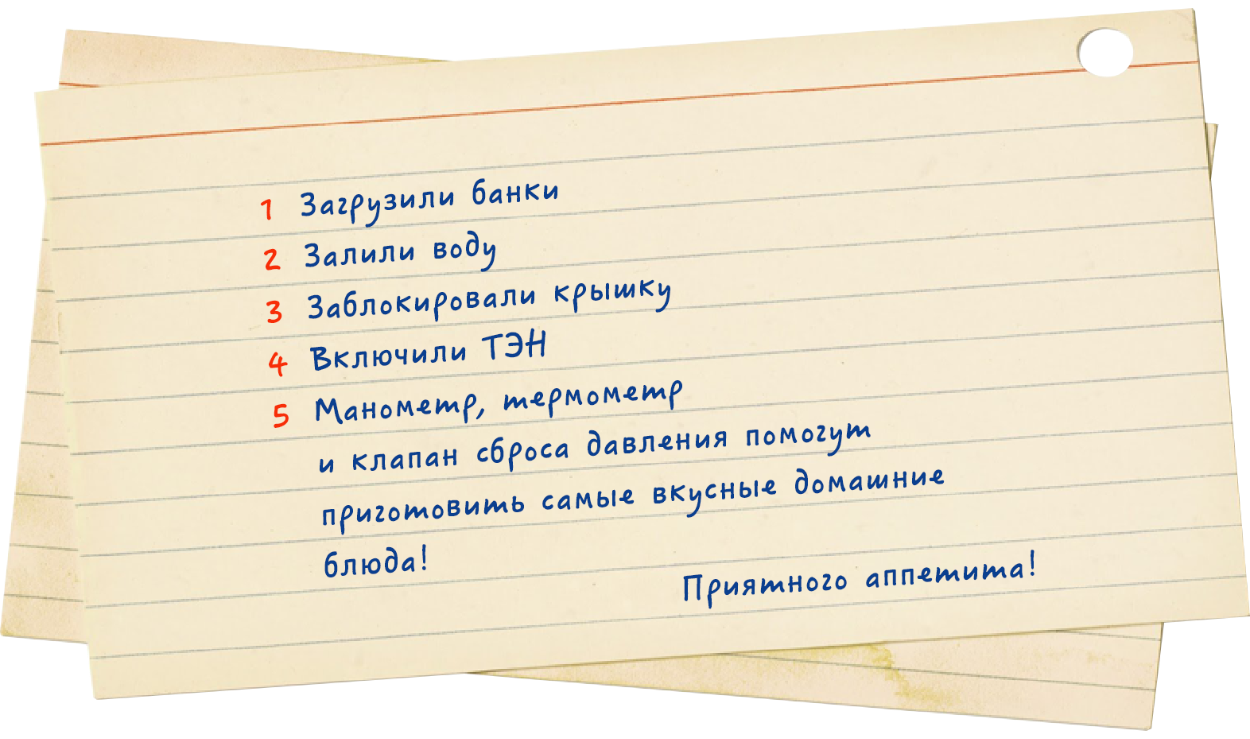 1 Загрузили банки
2 Залили воду
3 Заблокировали крышку
4 Включили ТЭН
5 Манометр, термометр
и клапан сброса давления помогут
приготовить самые вкусные домашние
блюда!
Приятного аппетита!